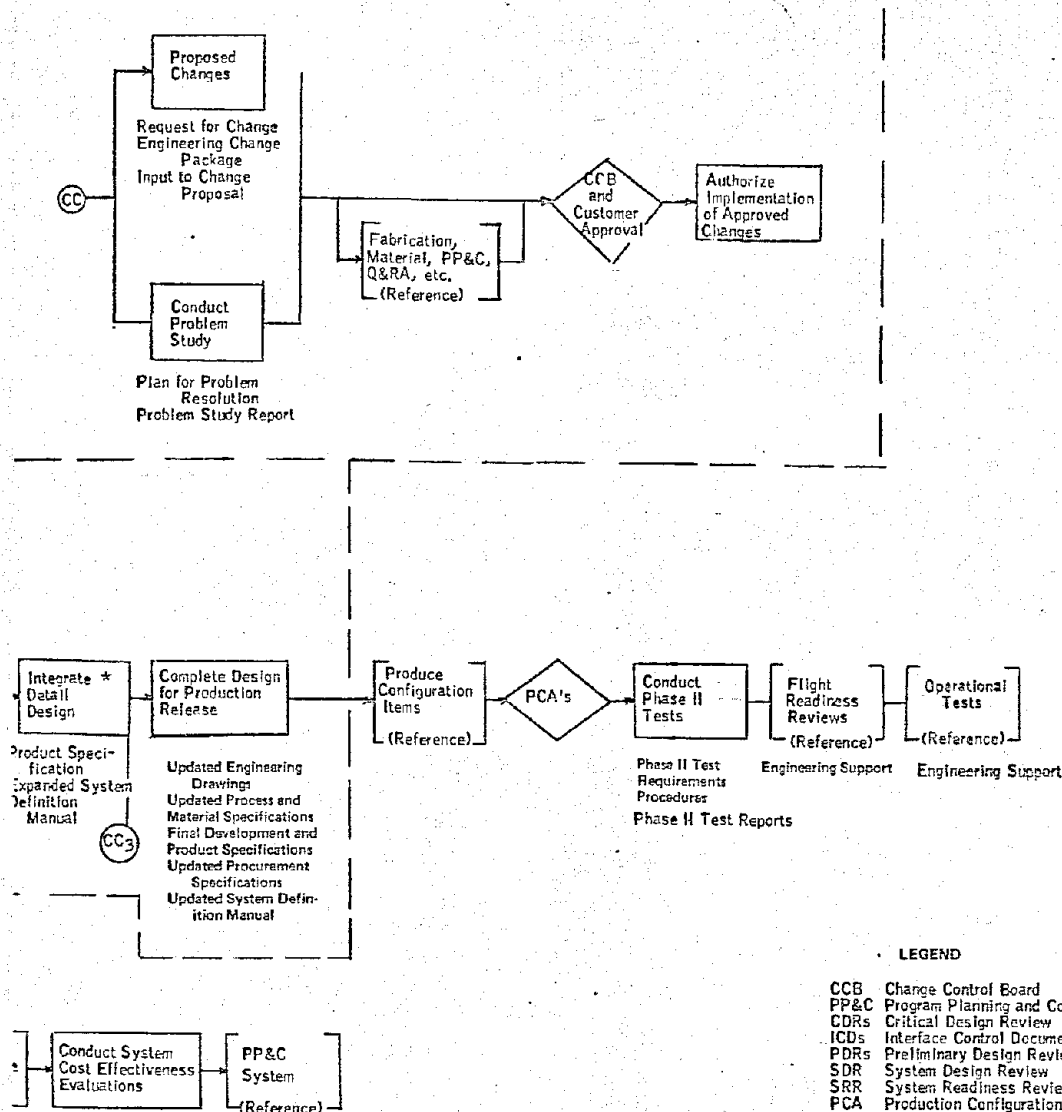 Proposed
Changes
Request for Change
Engineering Change
Package
Input to Change
Proposal
CC
Conduct
Problem
Study
Plan for Problem
Resolution
Problem Study Report
Fabrication,
Material, PP&C,
Q&RA, etc.
(Reference)
CCB
and
Customer
Approval
Authorize
Implementation
of Approved
Changes
Integrate *
Detail
Design
Product Speci-
fication
Expanded System
Definition
Manual
CC3
Complete Design
for Production
Release
Updated Engineering
Drawings
Updated Process and
Material Specifications
Final Development and
Product Specifications
Updated Procurement
Specifications
Updated System Defin-
ition Manual
Produce
Configuration
Items
(Reference)
PCA's
Conduct
Phase II
Tests
Phase II Test
Requirements
Procedures
Phase II Test Reports
Flight
Readiness
Reviews
(Reference)
Engineering Support
Operational
Tests
(Reference)
Engineering Support
Conduct System
Cost Effectiveness
Evaluations
PP&C
System
(Reference)
LEGEND
CCB Change Control Board
PP&C Program Planning and Co
CDRs Critical Design Review
ICDs Interface Control Docume
PDRs Preliminary Design Revi
SDR System Design Review
SRR System Readiness Revie
PCA Production Configuration